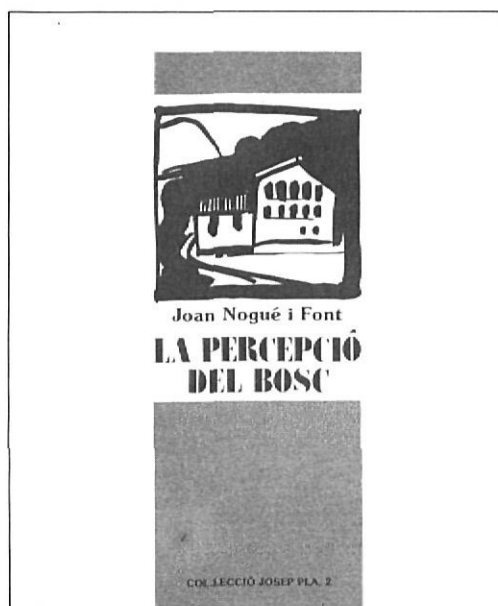 Joan Nogué i Font
LA PERCEPCIÓ
DEL BOSC
COL·LECCIÓ JOSEP PLA, 2